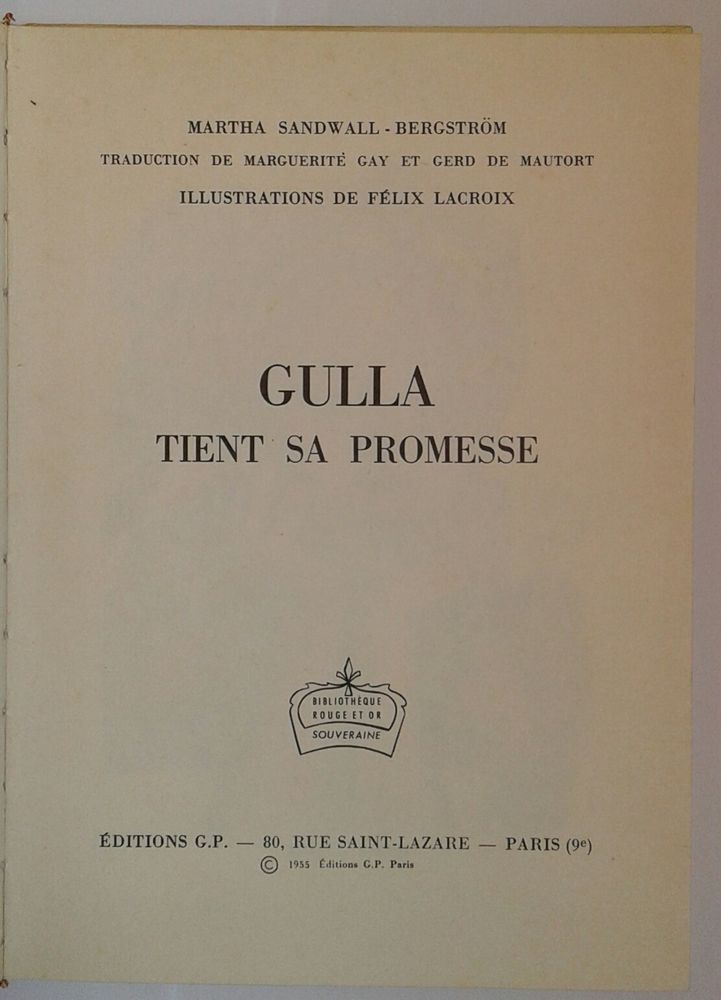 MARTHA SANDWALL - BERGSTRÖM
TRADUCTION DE MARGUERITÉ GAY ET GERD DE MAUTORT
ILLUSTRATIONS DE FÉLIX LACROIX
GULLA
TIENT SA PROMESSE
BIBLIOTHÈQUE
ROUGE ET OR
SOUVERAINE
ÉDITIONS G.P. — 80, RUE SAINT-LAZARE — PARIS (9e)
© 1955 Éditions G.P. Paris